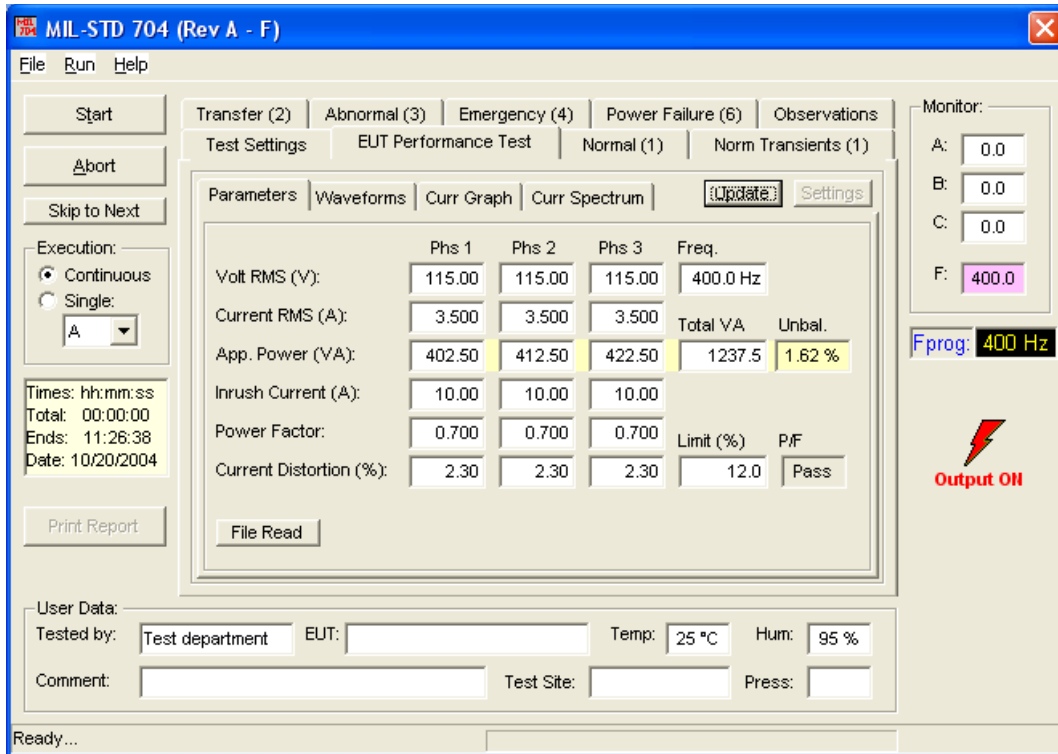 MIL 704 MIL-STD 704 (Rev A - F)
File Run Help
Start
Abort
Skip to Next
Execution:
Continuous
Single:
A
Times: hh:mm:ss
Total: 00:00:00
Ends: 11:26:38
Date: 10/20/2004
Print Report
Transfer (2) Abnormal (3) Emergency (4) Power Failure (6) Observations
Test Settings EUT Performance Test Normal (1) Norm Transients (1)
Parameters Waveforms Curr Graph Curr Spectrum Update Settings
Phs 1 Phs 2 Phs 3 Freq.
Volt RMS (V): 115.00 115.00 115.00 400.0 Hz
Current RMS (A): 3.500 3.500 3.500 Total VA Unbal.
App. Power (VA): 402.50 412.50 422.50 1237.5 1.62 %
Inrush Current (A): 10.00 10.00 10.00
Power Factor: 0.700 0.700 0.700 Limit (%) P/F
Current Distortion (%): 2.30 2.30 2.30 12.0 Pass
File Read
Monitor:
A: 0.0
B: 0.0
C: 0.0
F: 400.0
Fprog: 400 Hz
Output ON
User Data:
Tested by: Test department EUT: Temp: 25 °C Hum: 95 %
Comment: Test Site: Press:
Ready...